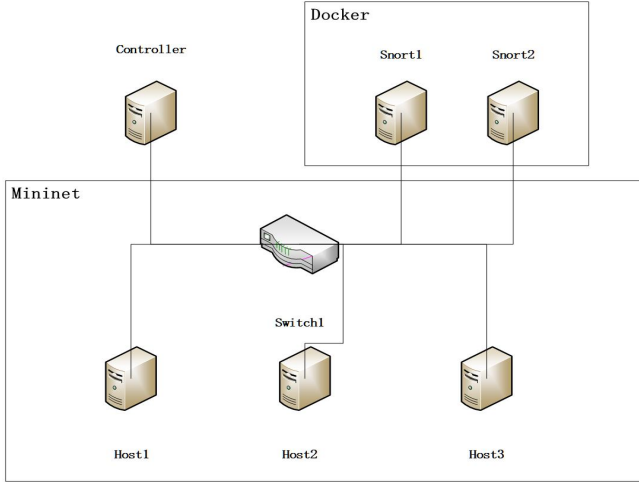 Docker
Controller
Snort1
Snort2
Mininet
Switch1
Host1
Host2
Host3